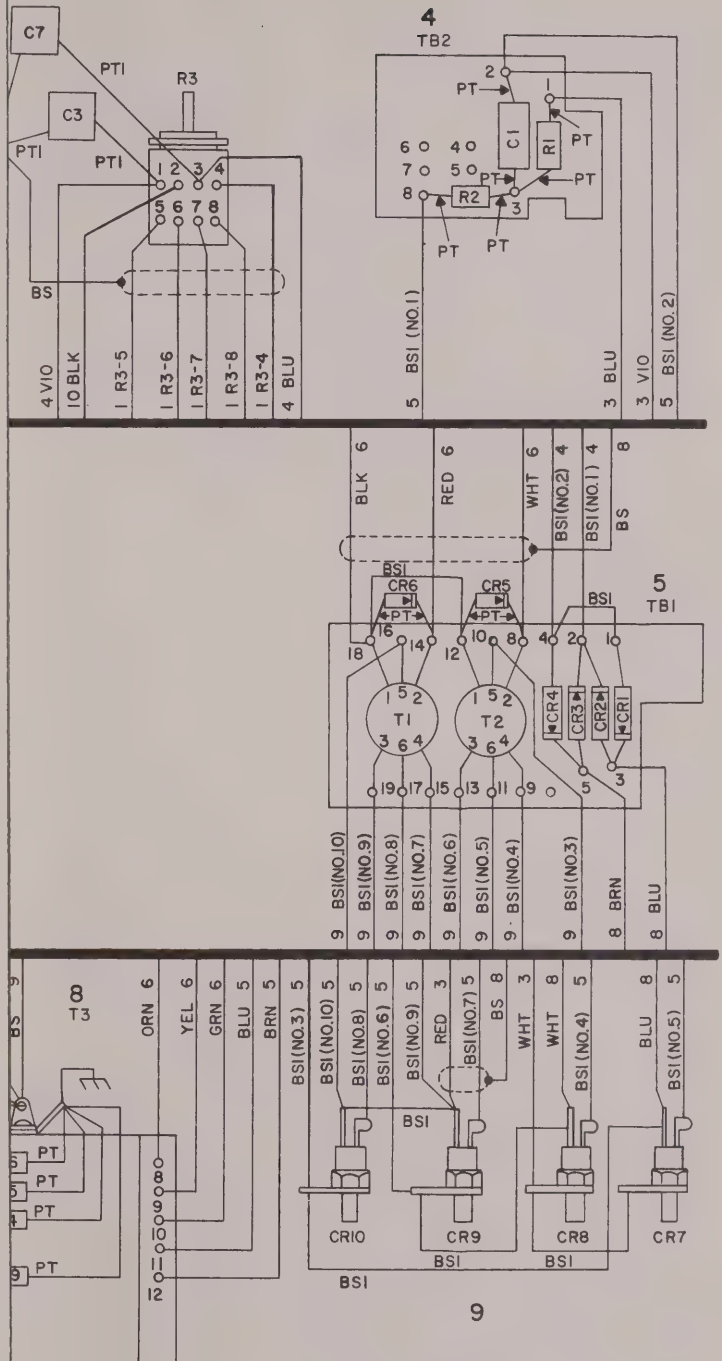 C7
PTI
R3
C3
PTI
PTI
1 2 3 4
5 6 7 8
BS
4 VIO
10 BLK
1 R3-5
1 R3-6
1 R3-7
1 R3-8
1 R3-4
4 BLU
4
TB2
2
PT
1
PT
C1
R1
6 4
7 5
PT
PT
8
R2
3
PT
PT
5 BSI (NO.1)
3 BLU
3 VIO
5 BSI (NO.2)
BLK 6
RED 6
WHT 6
BSI(NO.2) 4
BSI(NO.1) 4
BS 8
BSI
CR6
CR5
PT
PT
BSI
5
TB1
18
16
14
12
10
8
4
2
1
1 5 2
T1
3 6 4
1 5 2
T2
3 6 4
CR4
CR3
CR2
CR1
5
3
19
17
15
13
11
9
9 BSI(NO.10)
9 BSI(NO.9)
9 BSI(NO.8)
9 BSI(NO.7)
9 BSI(NO.6)
9 BSI(NO.5)
9 BSI(NO.4)
9 BSI(NO.3)
8 BRN
8 BLU
BS 9
8
T3
ORN 6
YEL 6
GRN 6
BLU 5
BRN 5
BSI(NO.3) 5
BSI(NO.10) 5
BSI(NO.8) 5
BSI(NO.6) 5
BSI(NO.9) 5
RED 3
BSI(NO.7) 5
BS 8
WHT 3
WHT 8
BSI(NO.4) 5
BLU 8
BSI(NO.5) 5
6 PT
5 PT
4 PT
9 PT
8
9
10
11
12
BSI
CR10
CR9
CR8
CR7
BSI
BSI
BSI
9